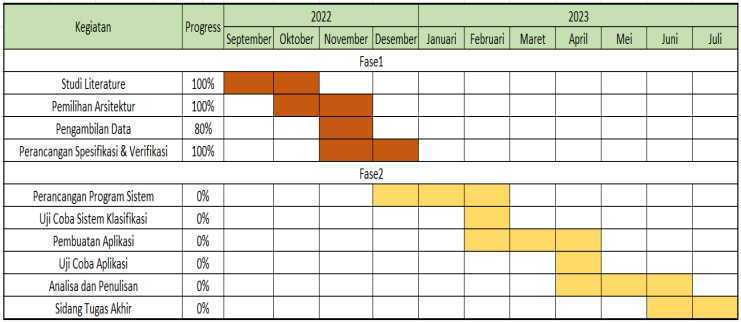 Kegiatan Progress 2022 2023
September Oktober November Desember Januari Februari Maret April Mei Juni Juli
Fase1
Studi Literature 100%
Pemilihan Arsitektur 100%
Pengambilan Data 80%
Perancangan Spesifikasi & Verifikasi 100%
Fase2
Perancangan Program Sistem 0%
Uji Coba Sistem Klasifikasi 0%
Pembuatan Aplikasi 0%
Uji Coba Aplikasi 0%
Analisa dan Penulisan 0%
Sidang Tugas Akhir 0%